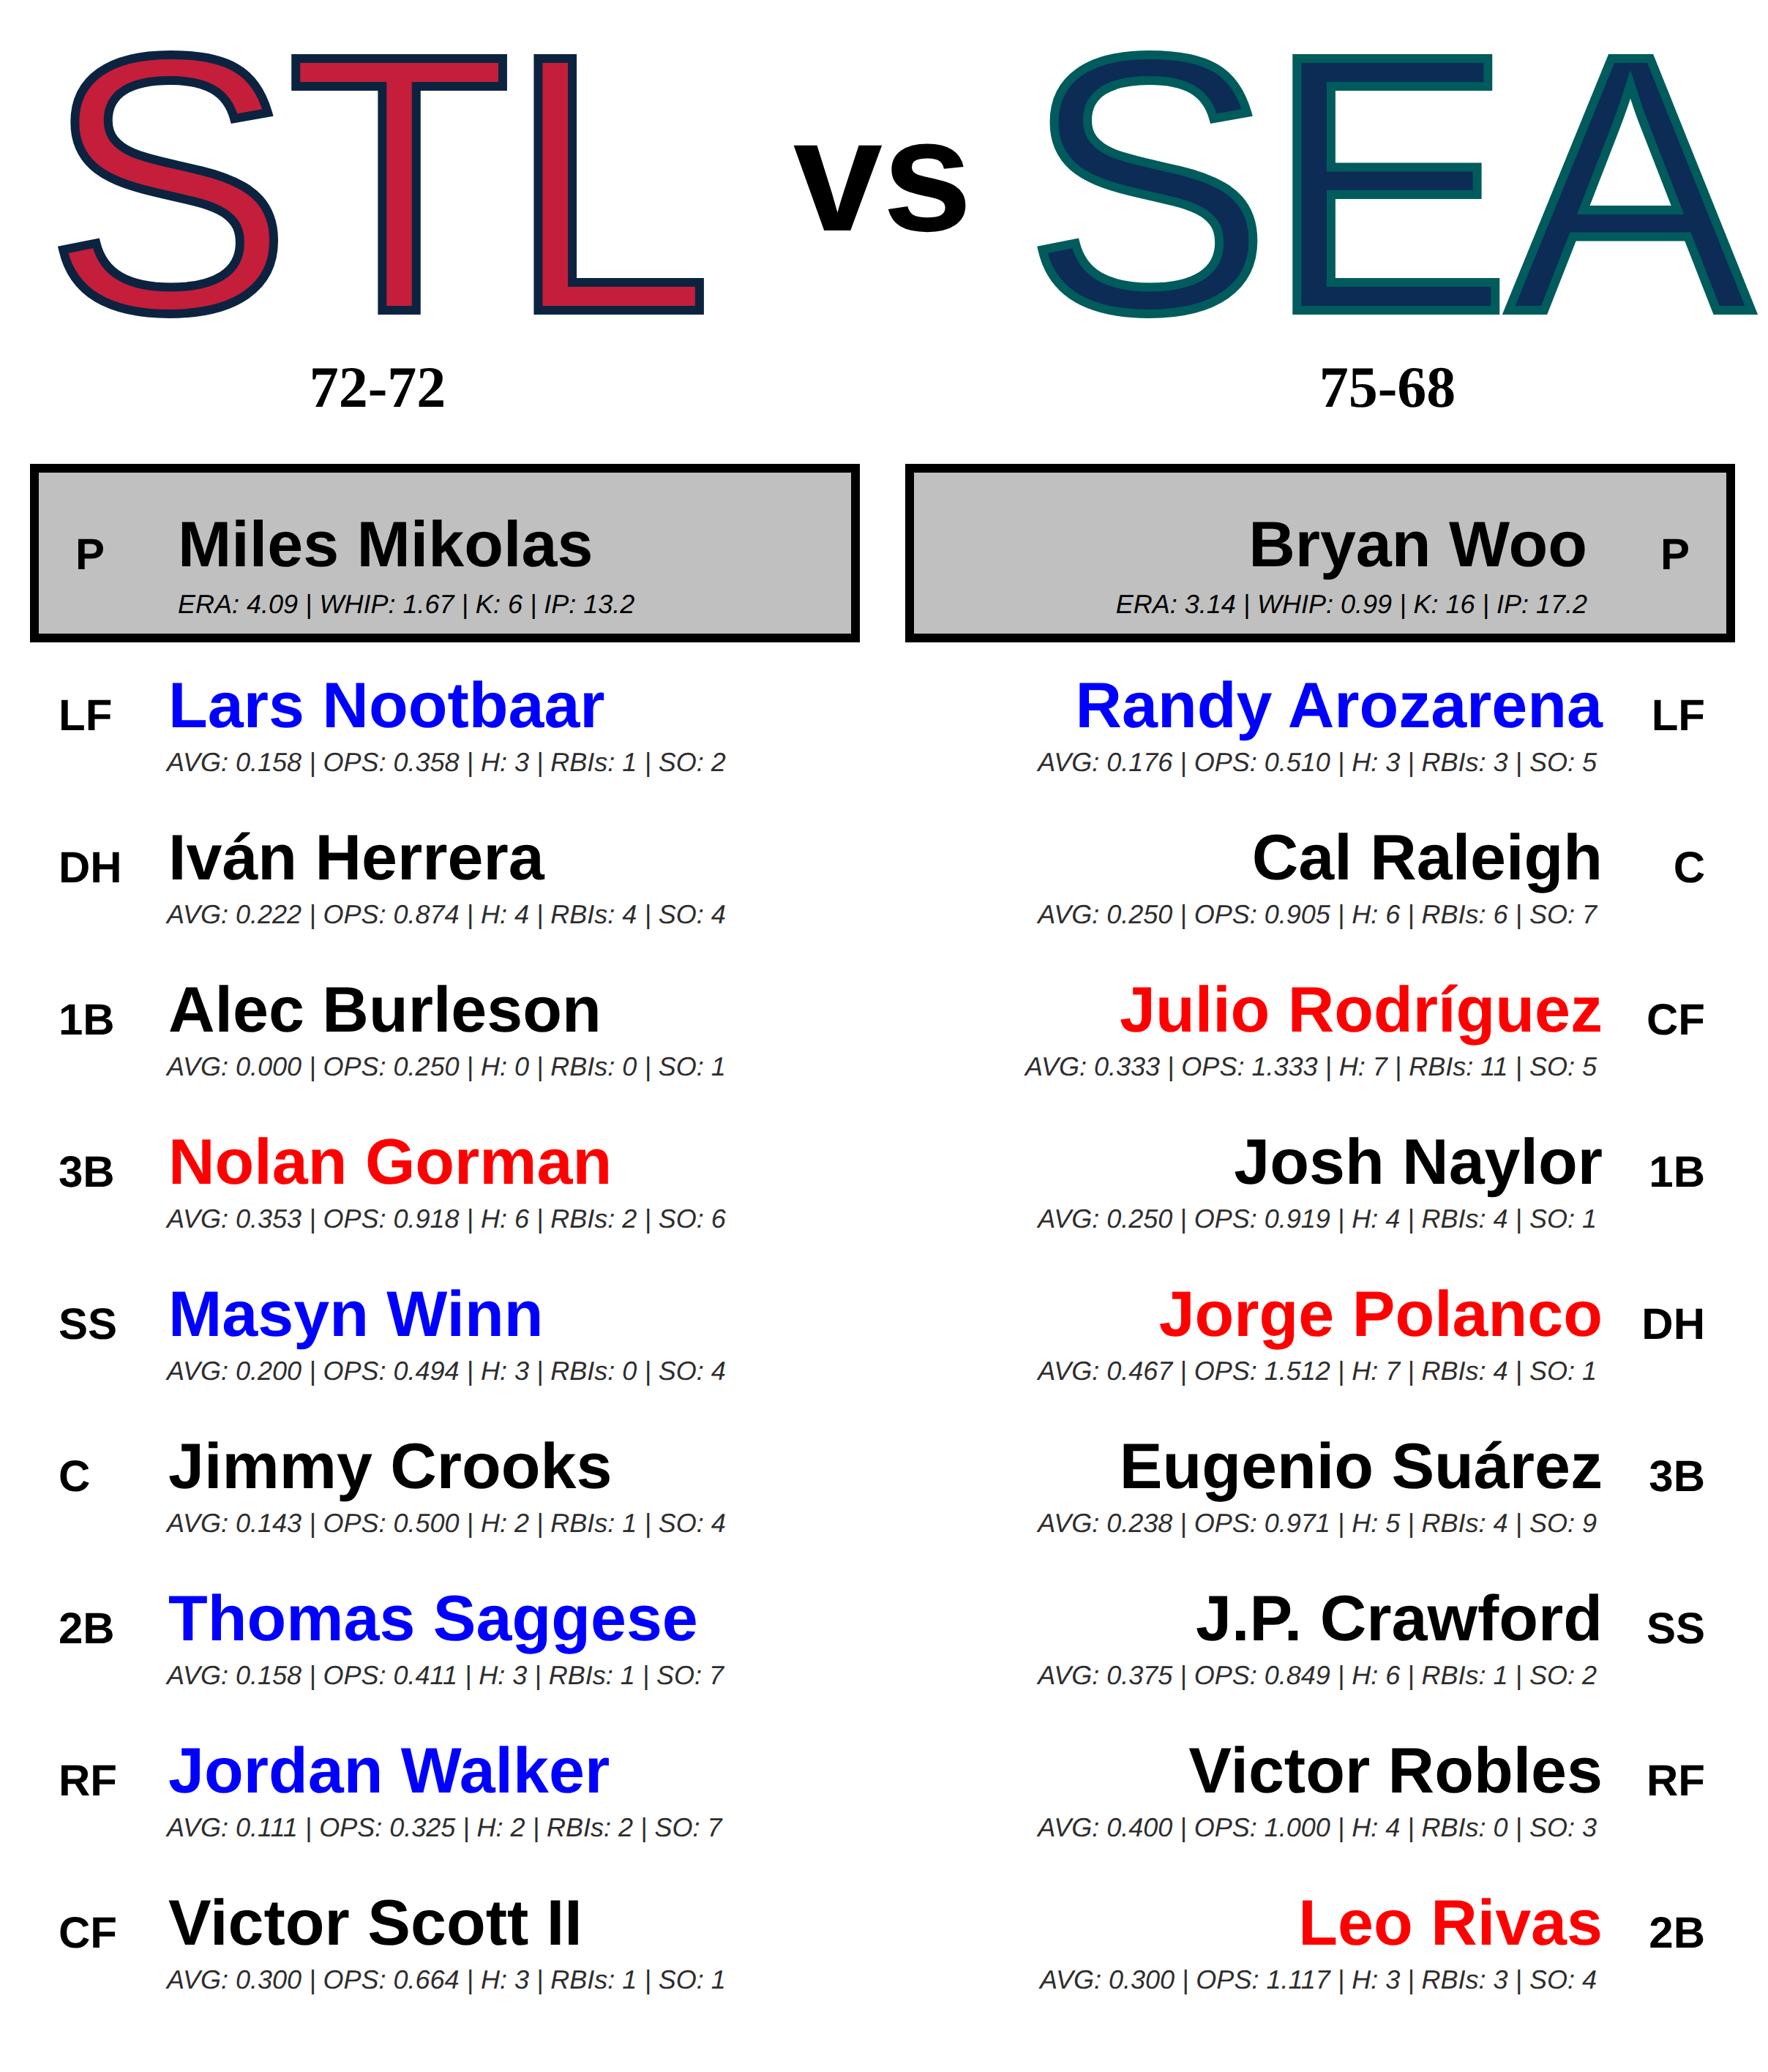 STL vs SEA
72-72 75-68
P Miles Mikolas
ERA: 4.09 | WHIP: 1.67 | K: 6 | IP: 13.2
Bryan Woo P
ERA: 3.14 | WHIP: 0.99 | K: 16 | IP: 17.2
LF Lars Nootbaar
AVG: 0.158 | OPS: 0.358 | H: 3 | RBIs: 1 | SO: 2
Randy Arozarena LF
AVG: 0.176 | OPS: 0.510 | H: 3 | RBIs: 3 | SO: 5
DH Iván Herrera
AVG: 0.222 | OPS: 0.874 | H: 4 | RBIs: 4 | SO: 4
Cal Raleigh C
AVG: 0.250 | OPS: 0.905 | H: 6 | RBIs: 6 | SO: 7
1B Alec Burleson
AVG: 0.000 | OPS: 0.250 | H: 0 | RBIs: 0 | SO: 1
Julio Rodríguez CF
AVG: 0.333 | OPS: 1.333 | H: 7 | RBIs: 11 | SO: 5
3B Nolan Gorman
AVG: 0.353 | OPS: 0.918 | H: 6 | RBIs: 2 | SO: 6
Josh Naylor 1B
AVG: 0.250 | OPS: 0.919 | H: 4 | RBIs: 4 | SO: 1
SS Masyn Winn
AVG: 0.200 | OPS: 0.494 | H: 3 | RBIs: 0 | SO: 4
Jorge Polanco DH
AVG: 0.467 | OPS: 1.512 | H: 7 | RBIs: 4 | SO: 1
C Jimmy Crooks
AVG: 0.143 | OPS: 0.500 | H: 2 | RBIs: 1 | SO: 4
Eugenio Suárez 3B
AVG: 0.238 | OPS: 0.971 | H: 5 | RBIs: 4 | SO: 9
2B Thomas Saggese
AVG: 0.158 | OPS: 0.411 | H: 3 | RBIs: 1 | SO: 7
J.P. Crawford SS
AVG: 0.375 | OPS: 0.849 | H: 6 | RBIs: 1 | SO: 2
RF Jordan Walker
AVG: 0.111 | OPS: 0.325 | H: 2 | RBIs: 2 | SO: 7
Victor Robles RF
AVG: 0.400 | OPS: 1.000 | H: 4 | RBIs: 0 | SO: 3
CF Victor Scott II
AVG: 0.300 | OPS: 0.664 | H: 3 | RBIs: 1 | SO: 1
Leo Rivas 2B
AVG: 0.300 | OPS: 1.117 | H: 3 | RBIs: 3 | SO: 4